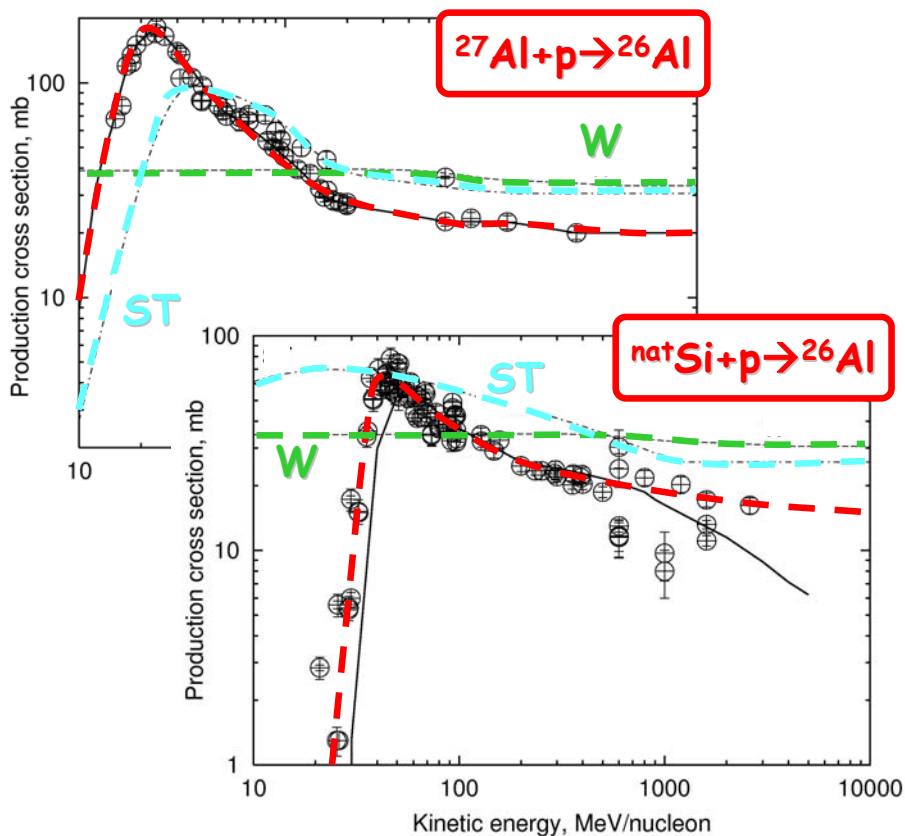 ²⁷Al+p→²⁶Al
100
W
10
ST
10
Production cross section, mb
ⁿᵃᵗSi+p→²⁶Al
100
ST
W
10
1
10
100
1000
10000
Production cross section, mb
Kinetic energy, MeV/nucleon